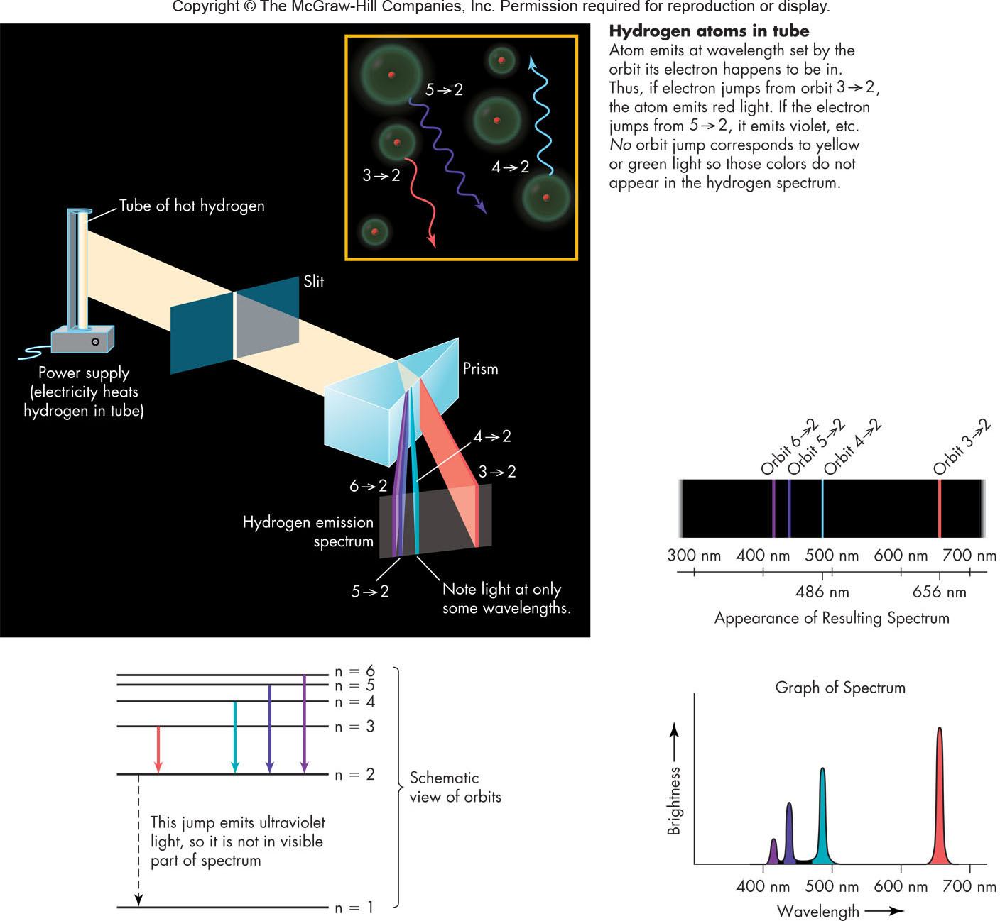 Copyright © The McGraw-Hill Companies, Inc. Permission required for reproduction or display.
Hydrogen atoms in tube
Atom emits at wavelength set by the
orbit its electron happens to be in.
Thus, if electron jumps from orbit 3→2,
the atom emits red light. If the electron
jumps from 5→2, it emits violet, etc.
No orbit jump corresponds to yellow
or green light so those colors do not
appear in the hydrogen spectrum.
5→2
3→2
4→2
Tube of hot hydrogen
Slit
Power supply
(electricity heats
hydrogen in tube)
Prism
4→2
3→2
6→2
Hydrogen emission
spectrum
5→2
Note light at only
some wavelengths.
Orbit 6→2
Orbit 5→2
Orbit 4→2
Orbit 3→2
300 nm 400 nm 500 nm 600 nm 700 nm
486 nm 656 nm
Appearance of Resulting Spectrum
n = 6
n = 5
n = 4
n = 3
n = 2
This jump emits ultraviolet
light, so it is not in visible
part of spectrum
n = 1
Schematic
view of orbits
Graph of Spectrum
Brightness →
400 nm 500 nm 600 nm 700 nm
Wavelength →